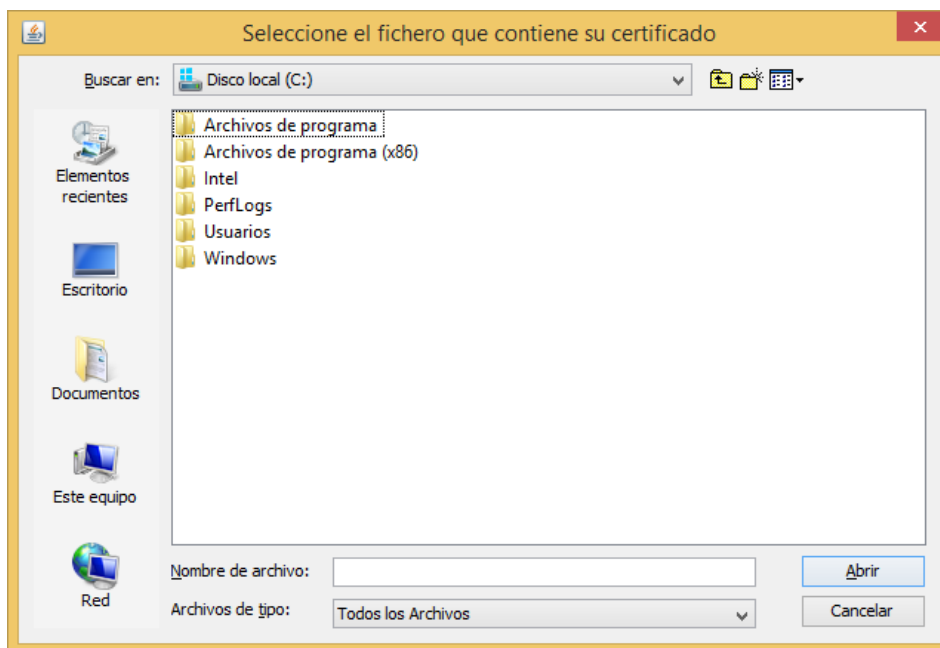 Seleccione el fichero que contiene su certificado
Buscar en:
Disco local (C:)
Elementos
recientes
Escritorio
Documentos
Este equipo
Red
Archivos de programa
Archivos de programa (x86)
Intel
PerfLogs
Usuarios
Windows
Nombre de archivo:
Abrir
Archivos de tipo:
Todos los Archivos
Cancelar